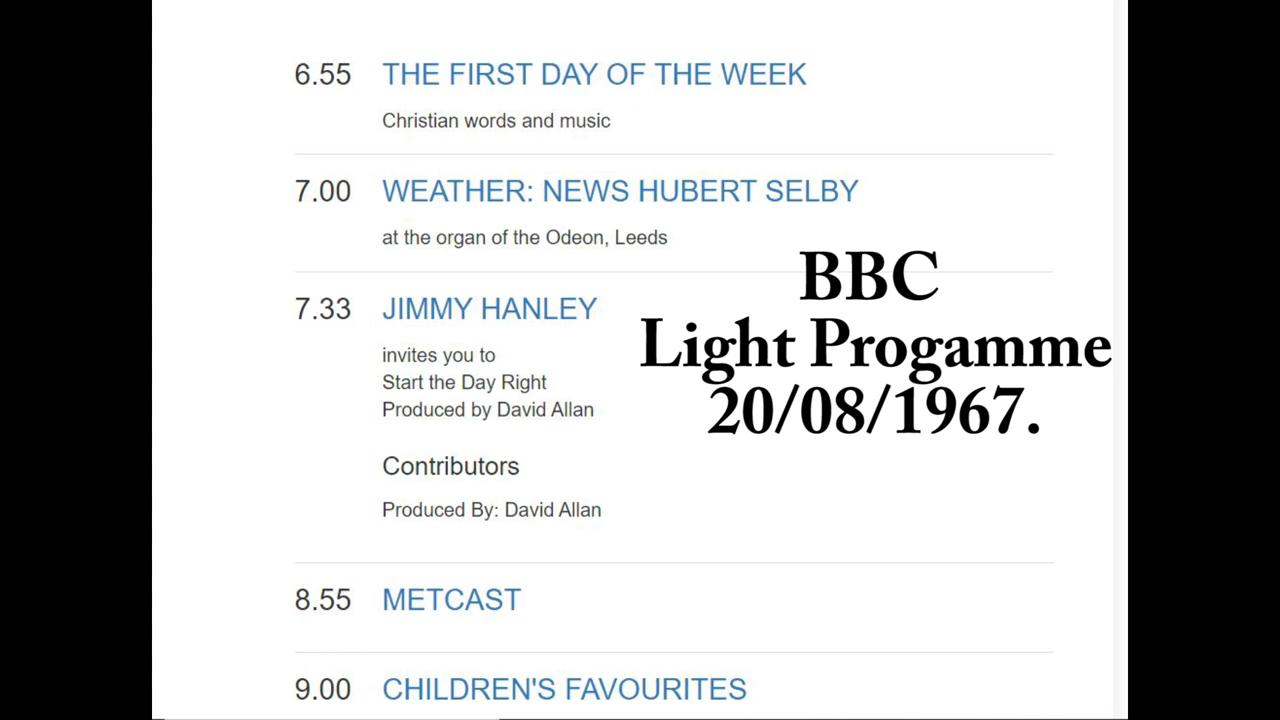 6.55 THE FIRST DAY OF THE WEEK
Christian words and music
7.00 WEATHER: NEWS HUBERT SELBY
at the organ of the Odeon, Leeds
7.33 JIMMY HANLEY
invites you to
Start the Day Right
Produced by David Allan
Contributors
Produced By: David Allan
8.55 METCAST
9.00 CHILDREN'S FAVOURITES
BBC
Light Progamme
20/08/1967.